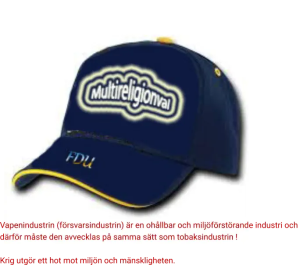 Multireligionval
FDU
Vapenindustrin (försvarsindustrin) är en ohållbar och miljöförstörande industri och
därför måste den avvecklas på samma sätt som tobaksindustrin !
Krig utgör ett hot mot miljön och mänskligheten.